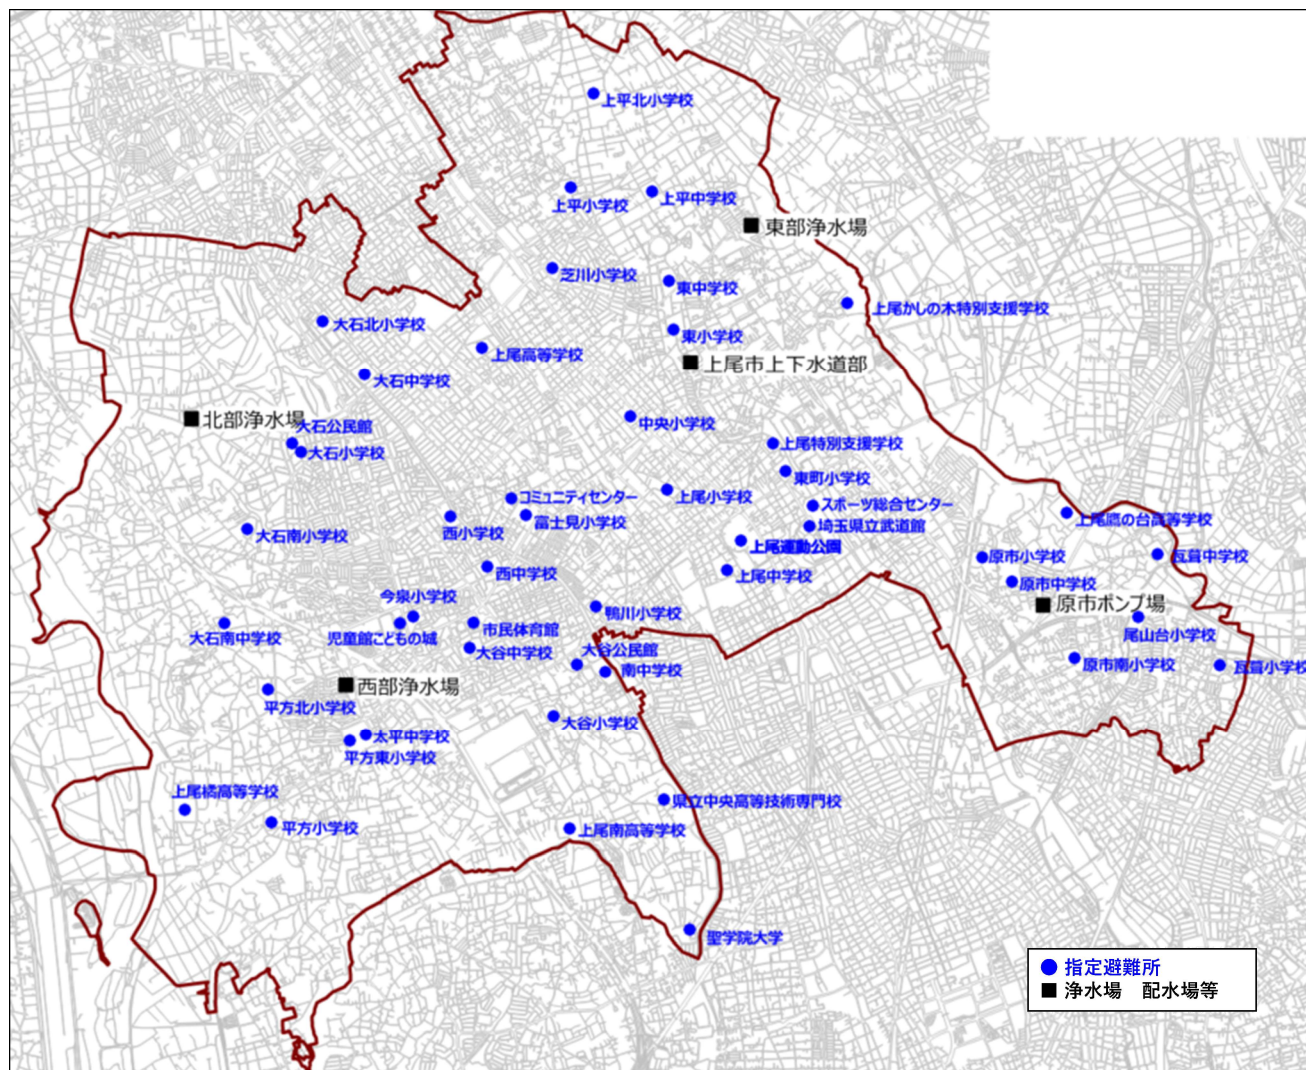 上平北小学校
上平小学校
上平中学校
東部浄水場
芝川小学校
東中学校
上尾かしの木特別支援学校
大石北小学校
東小学校
上尾高等学校
上尾市上下水道部
大石中学校
北部浄水場
中央小学校
大石公民館
大石小学校
上尾特別支援学校
東町小学校
コミュニティセンター
上尾小学校
スポーツ総合センター
富士見小学校
埼玉県立武道館
上尾鷹の台高等学校
大石南小学校
西小学校
上尾運動公園
原市小学校
瓦葺中学校
西中学校
上尾中学校
原市中学校
今泉小学校
原市ポンプ場
鴨川小学校
大石南中学校
児童館こどもの城
市民体育館
尾山台小学校
大谷公民館
大谷中学校
南中学校
原市南小学校
瓦葺小学校
西部浄水場
平方北小学校
大谷小学校
太平中学校
平方東小学校
上尾橘高等学校
県立中央高等技術専門校
平方小学校
上尾南高等学校
聖学院大学
指定避難所
浄水場　配水場等